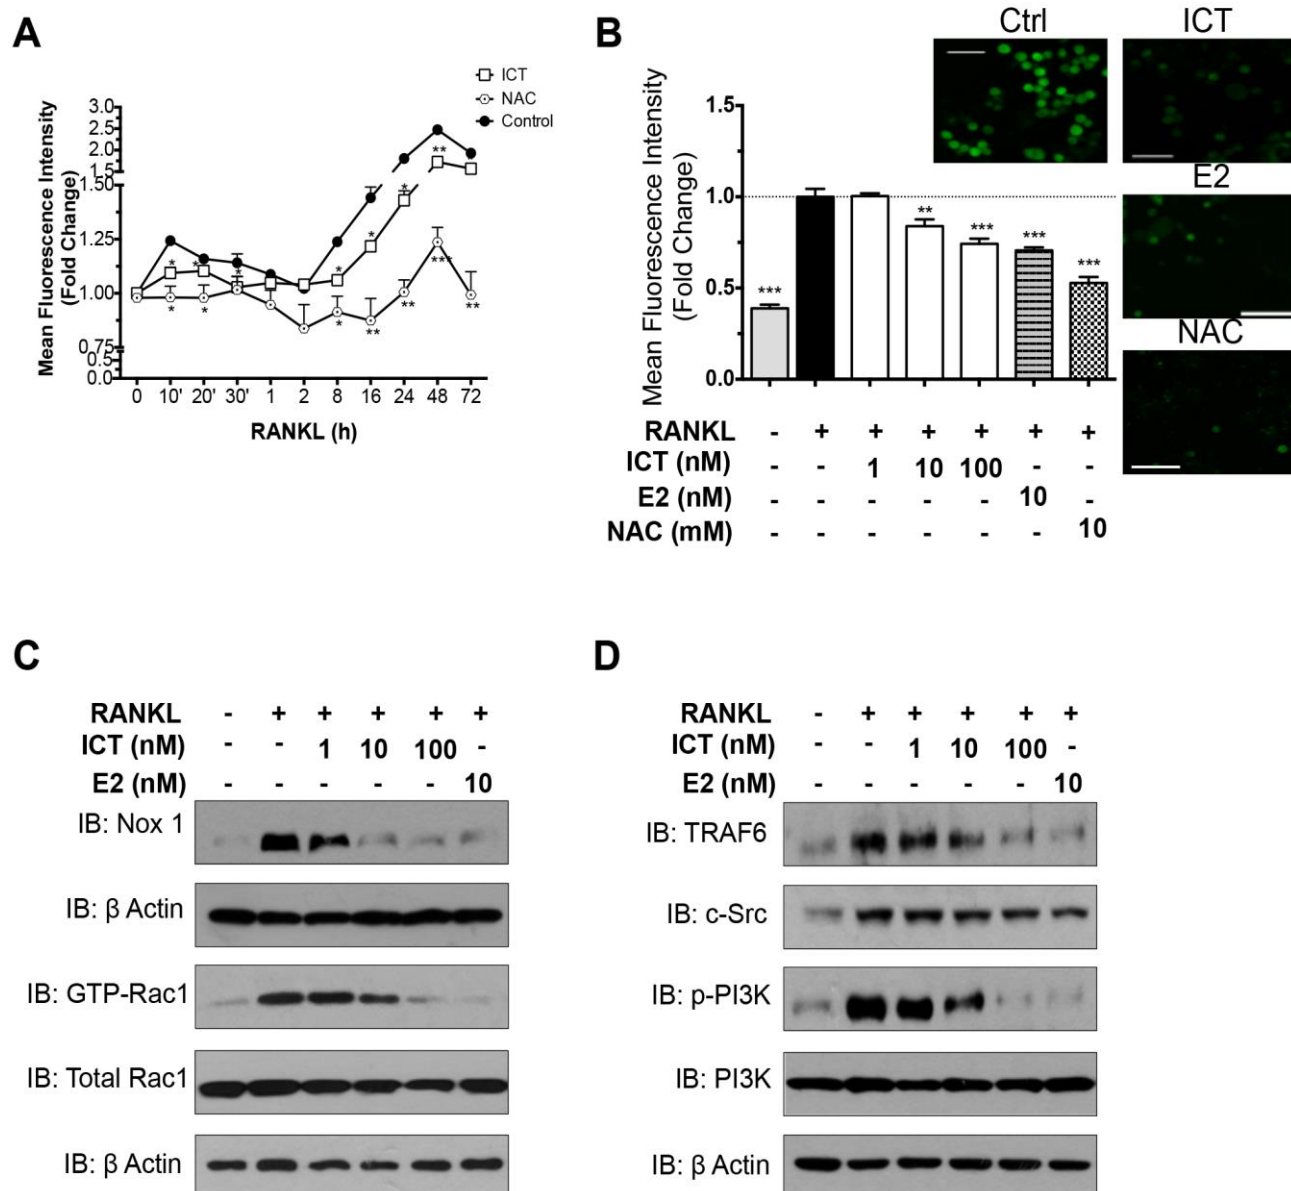 A
ICT
NAC
Control
Mean Fluorescence Intensity
(Fold Change)
3.0
2.5
2.0
1.5
1.50
1.25
1.00
0.75
0.5
0.0
* * * * * * **
* * * ** ** *** **
0 10' 20' 30' 1 2 8 16 24 48 72
RANKL (h)
B
Ctrl
ICT
E2
NAC
Mean Fluorescence Intensity
(Fold Change)
1.5
1.0
0.5
0.0
*** ** *** *** ***
RANKL - + + + + + +
ICT (nM) - - 1 10 100 - -
E2 (nM) - - - - - 10 -
NAC (mM) - - - - - - 10
C
RANKL - + + + + +
ICT (nM) - - 1 10 100 -
E2 (nM) - - - - - 10
IB: Nox 1
IB: β Actin
IB: GTP-Rac1
IB: Total Rac1
IB: β Actin
D
RANKL - + + + + +
ICT (nM) - - 1 10 100 -
E2 (nM) - - - - - 10
IB: TRAF6
IB: c-Src
IB: p-PI3K
IB: PI3K
IB: β Actin